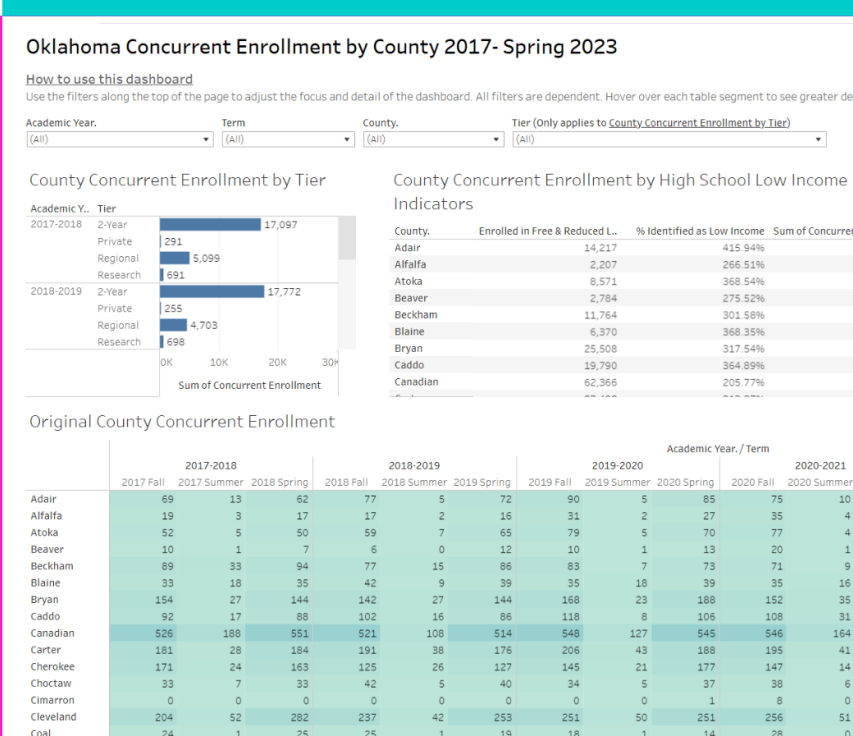 Oklahoma Concurrent Enrollment by County 2017- Spring 2023
How to use this dashboard
Use the filters along the top of the page to adjust the focus and detail of the dashboard. All filters are dependent. Hover over each table segment to see greater de
Academic Year. Term County. Tier (Only applies to County Concurrent Enrollment by Tier)
(All) (All) (All) (All)
County Concurrent Enrollment by Tier
Academic Y.. Tier
2017-2018 2-Year 17,097
Private 291
Regional 5,099
Research 691
2018-2019 2-Year 17,772
Private 255
Regional 4,703
Research 698
0K 10K 20K 30K
Sum of Concurrent Enrollment
County Concurrent Enrollment by High School Low Income
Indicators
County. Enrolled in Free & Reduced L.. % Identified as Low Income Sum of Concurren
Adair 14,217 415.94%
Alfalfa 2,207 266.51%
Atoka 8,571 368.54%
Beaver 2,784 275.52%
Beckham 11,764 301.58%
Blaine 6,370 368.35%
Bryan 25,508 317.54%
Caddo 19,790 364.89%
Canadian 62,366 205.77%
Original County Concurrent Enrollment
Academic Year. / Term
2017-2018 2018-2019 2019-2020 2020-2021
2017 Fall 2017 Summer 2018 Spring 2018 Fall 2018 Summer 2019 Spring 2019 Fall 2019 Summer 2020 Spring 2020 Fall 2020 Summer
Adair 69 13 62 77 5 72 90 5 85 75 10
Alfalfa 19 3 17 17 2 16 31 2 27 35 4
Atoka 52 5 50 59 7 65 79 5 70 77 4
Beaver 10 1 7 6 0 12 10 1 13 20 1
Beckham 89 33 94 77 15 86 83 7 73 71 9
Blaine 33 18 35 42 9 39 35 18 39 35 16
Bryan 154 27 144 142 27 144 168 23 188 152 35
Caddo 92 17 88 102 16 86 118 8 106 108 31
Canadian 526 188 551 521 108 514 548 127 545 546 164
Carter 181 28 184 191 38 176 206 43 188 195 41
Cherokee 171 24 163 125 26 127 145 21 177 147 14
Choctaw 33 7 33 42 5 40 34 5 37 38 6
Cimarron 0 0 0 0 0 0 0 0 1 8 0
Cleveland 204 52 282 237 42 253 251 50 251 256 51
Coal 24 1 25 25 1 19 18 1 14 28 0